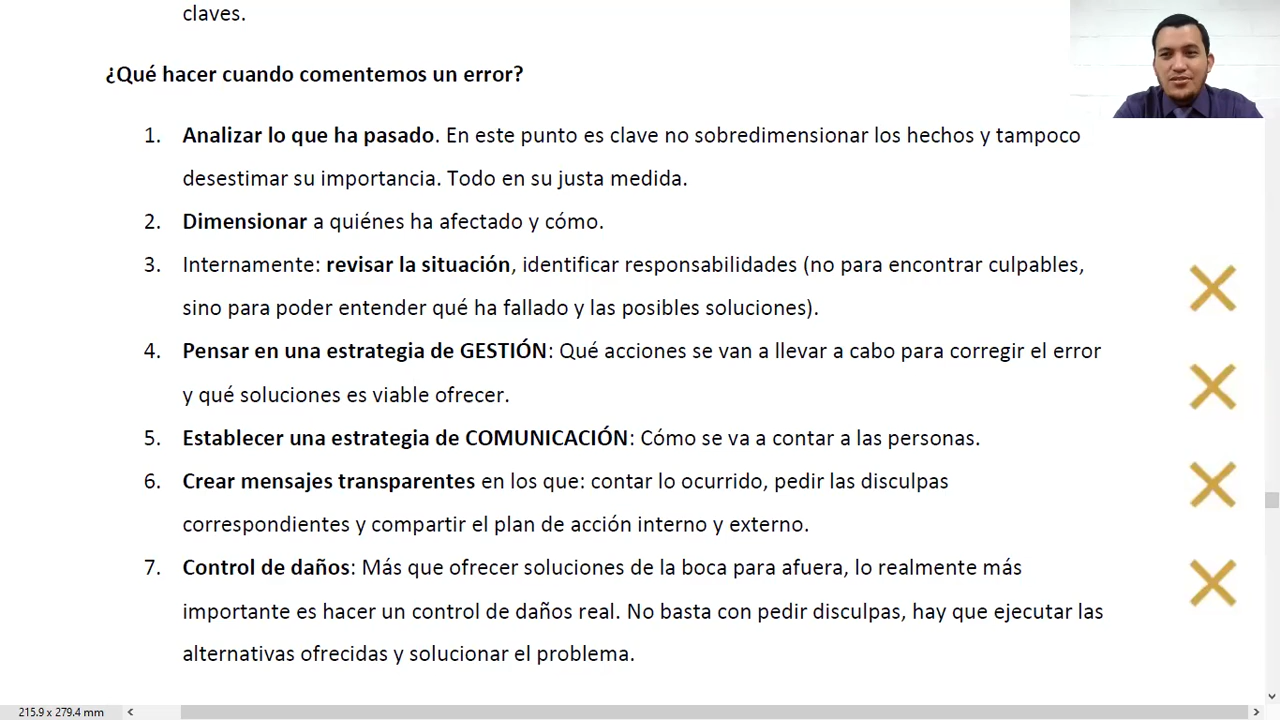 claves.
¿Qué hacer cuando comentemos un error?
1. Analizar lo que ha pasado. En este punto es clave no sobredimensionar los hechos y tampoco
desestimar su importancia. Todo en su justa medida.
2. Dimensionar a quiénes ha afectado y cómo.
3. Internamente: revisar la situación, identificar responsabilidades (no para encontrar culpables,
sino para poder entender qué ha fallado y las posibles soluciones).
4. Pensar en una estrategia de GESTIÓN: Qué acciones se van a llevar a cabo para corregir el error
y qué soluciones es viable ofrecer.
5. Establecer una estrategia de COMUNICACIÓN: Cómo se va a contar a las personas.
6. Crear mensajes transparentes en los que: contar lo ocurrido, pedir las disculpas
correspondientes y compartir el plan de acción interno y externo.
7. Control de daños: Más que ofrecer soluciones de la boca para afuera, lo realmente más
importante es hacer un control de daños real. No basta con pedir disculpas, hay que ejecutar las
alternativas ofrecidas y solucionar el problema.
215.9 x 279.4 mm